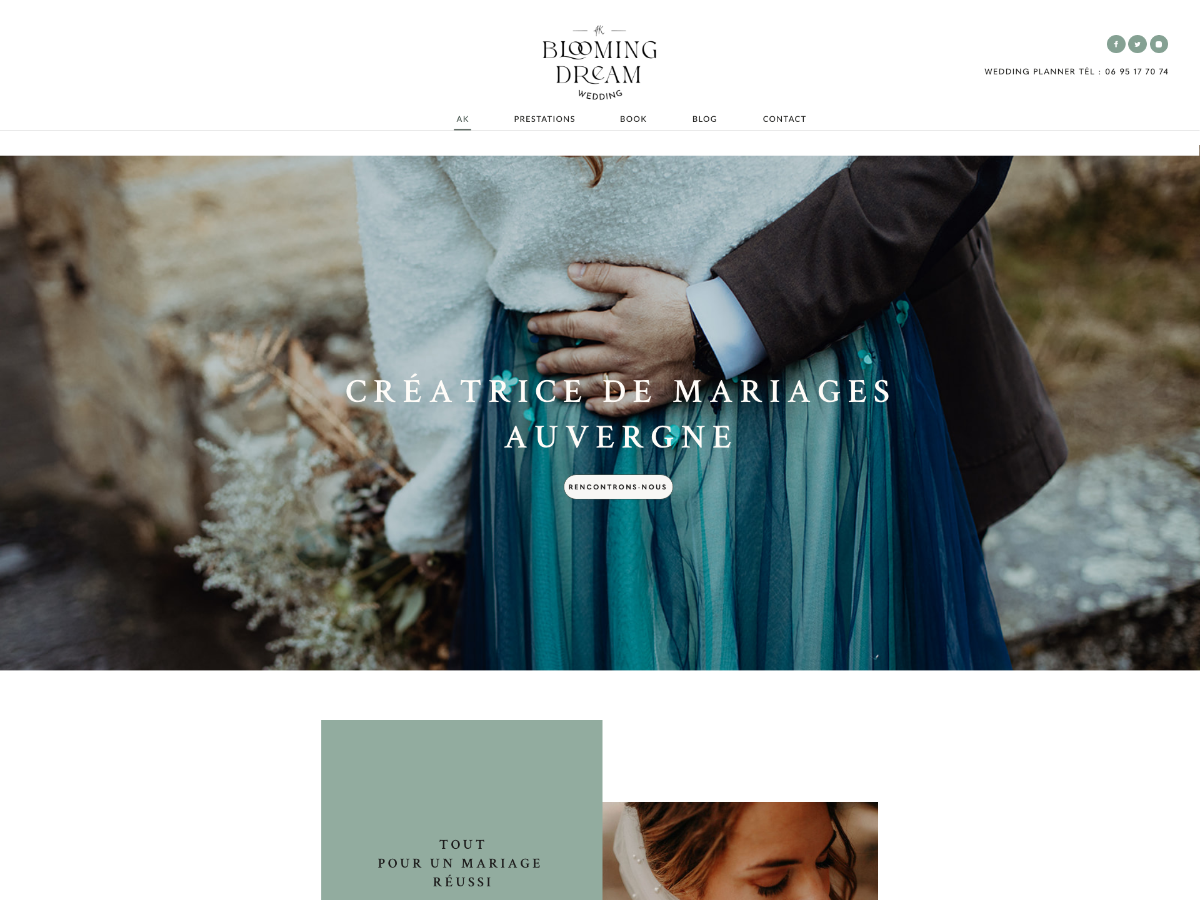 AK
BLOOMING
DREAM
WEDDING
WEDDING PLANNER TÉL : 06 95 17 70 74
AK
PRESTATIONS
BOOK
BLOG
CONTACT
CRÉATRICE DE MARIAGES
AUVERGNE
RENCONTRONS-NOUS
TOUT
POUR UN MARIAGE
RÉUSSI